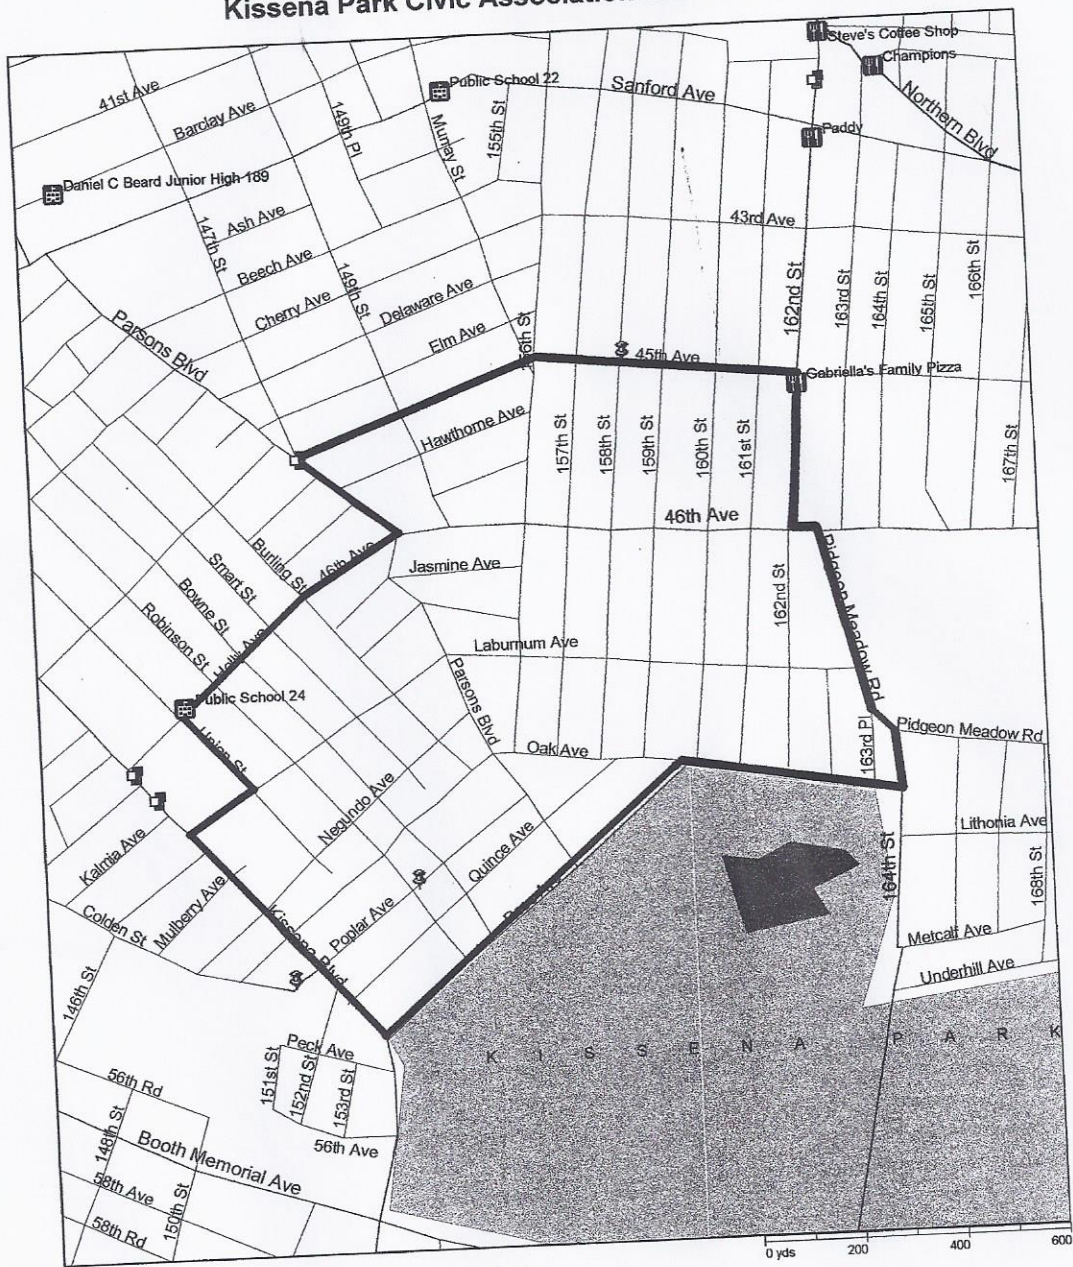 Kissena Park Civic Association
Steve's Coffee Shop
Champions
Public School 22
Sanford Ave
41st Ave
Barclay Ave
149th Pl
Murray St
155th St
Northern Blvd
Paddy
Daniel C Beard Junior High 189
Ash Ave
147th St
43rd Ave
Beech Ave
149th St
Cherry Ave
Delaware Ave
162nd St
163rd St
164th St
165th St
166th St
Parsons Blvd
Elm Ave
156th St
$
45th Ave
Gabriella's Family Pizza
Hawthorne Ave
157th St
158th St
159th St
160th St
161st St
167th St
46th Ave
Burling St
46th Ave
Jasmine Ave
Smart St
Bowne St
Robinson St
Holly Ave
162nd St
Pidgeon Meadow Rd
Laburnum Ave
Parsons Blvd
Public School 24
Union St
Oak Ave
163rd Pl
Pidgeon Meadow Rd
Negundo Ave
Quince Ave
Lithonia Ave
Kalmia Ave
$
164th St
168th St
Mulberry Ave
Colden St
Poplar Ave
Kissena Blvd
Metcalf Ave
Underhill Ave
$
146th St
KISSENA PARK
Peck Ave
151st St
152nd St
153rd St
56th Rd
56th Ave
148th St
Booth Memorial Ave
58th Ave
150th St
58th Rd
0 yds
200
400
600